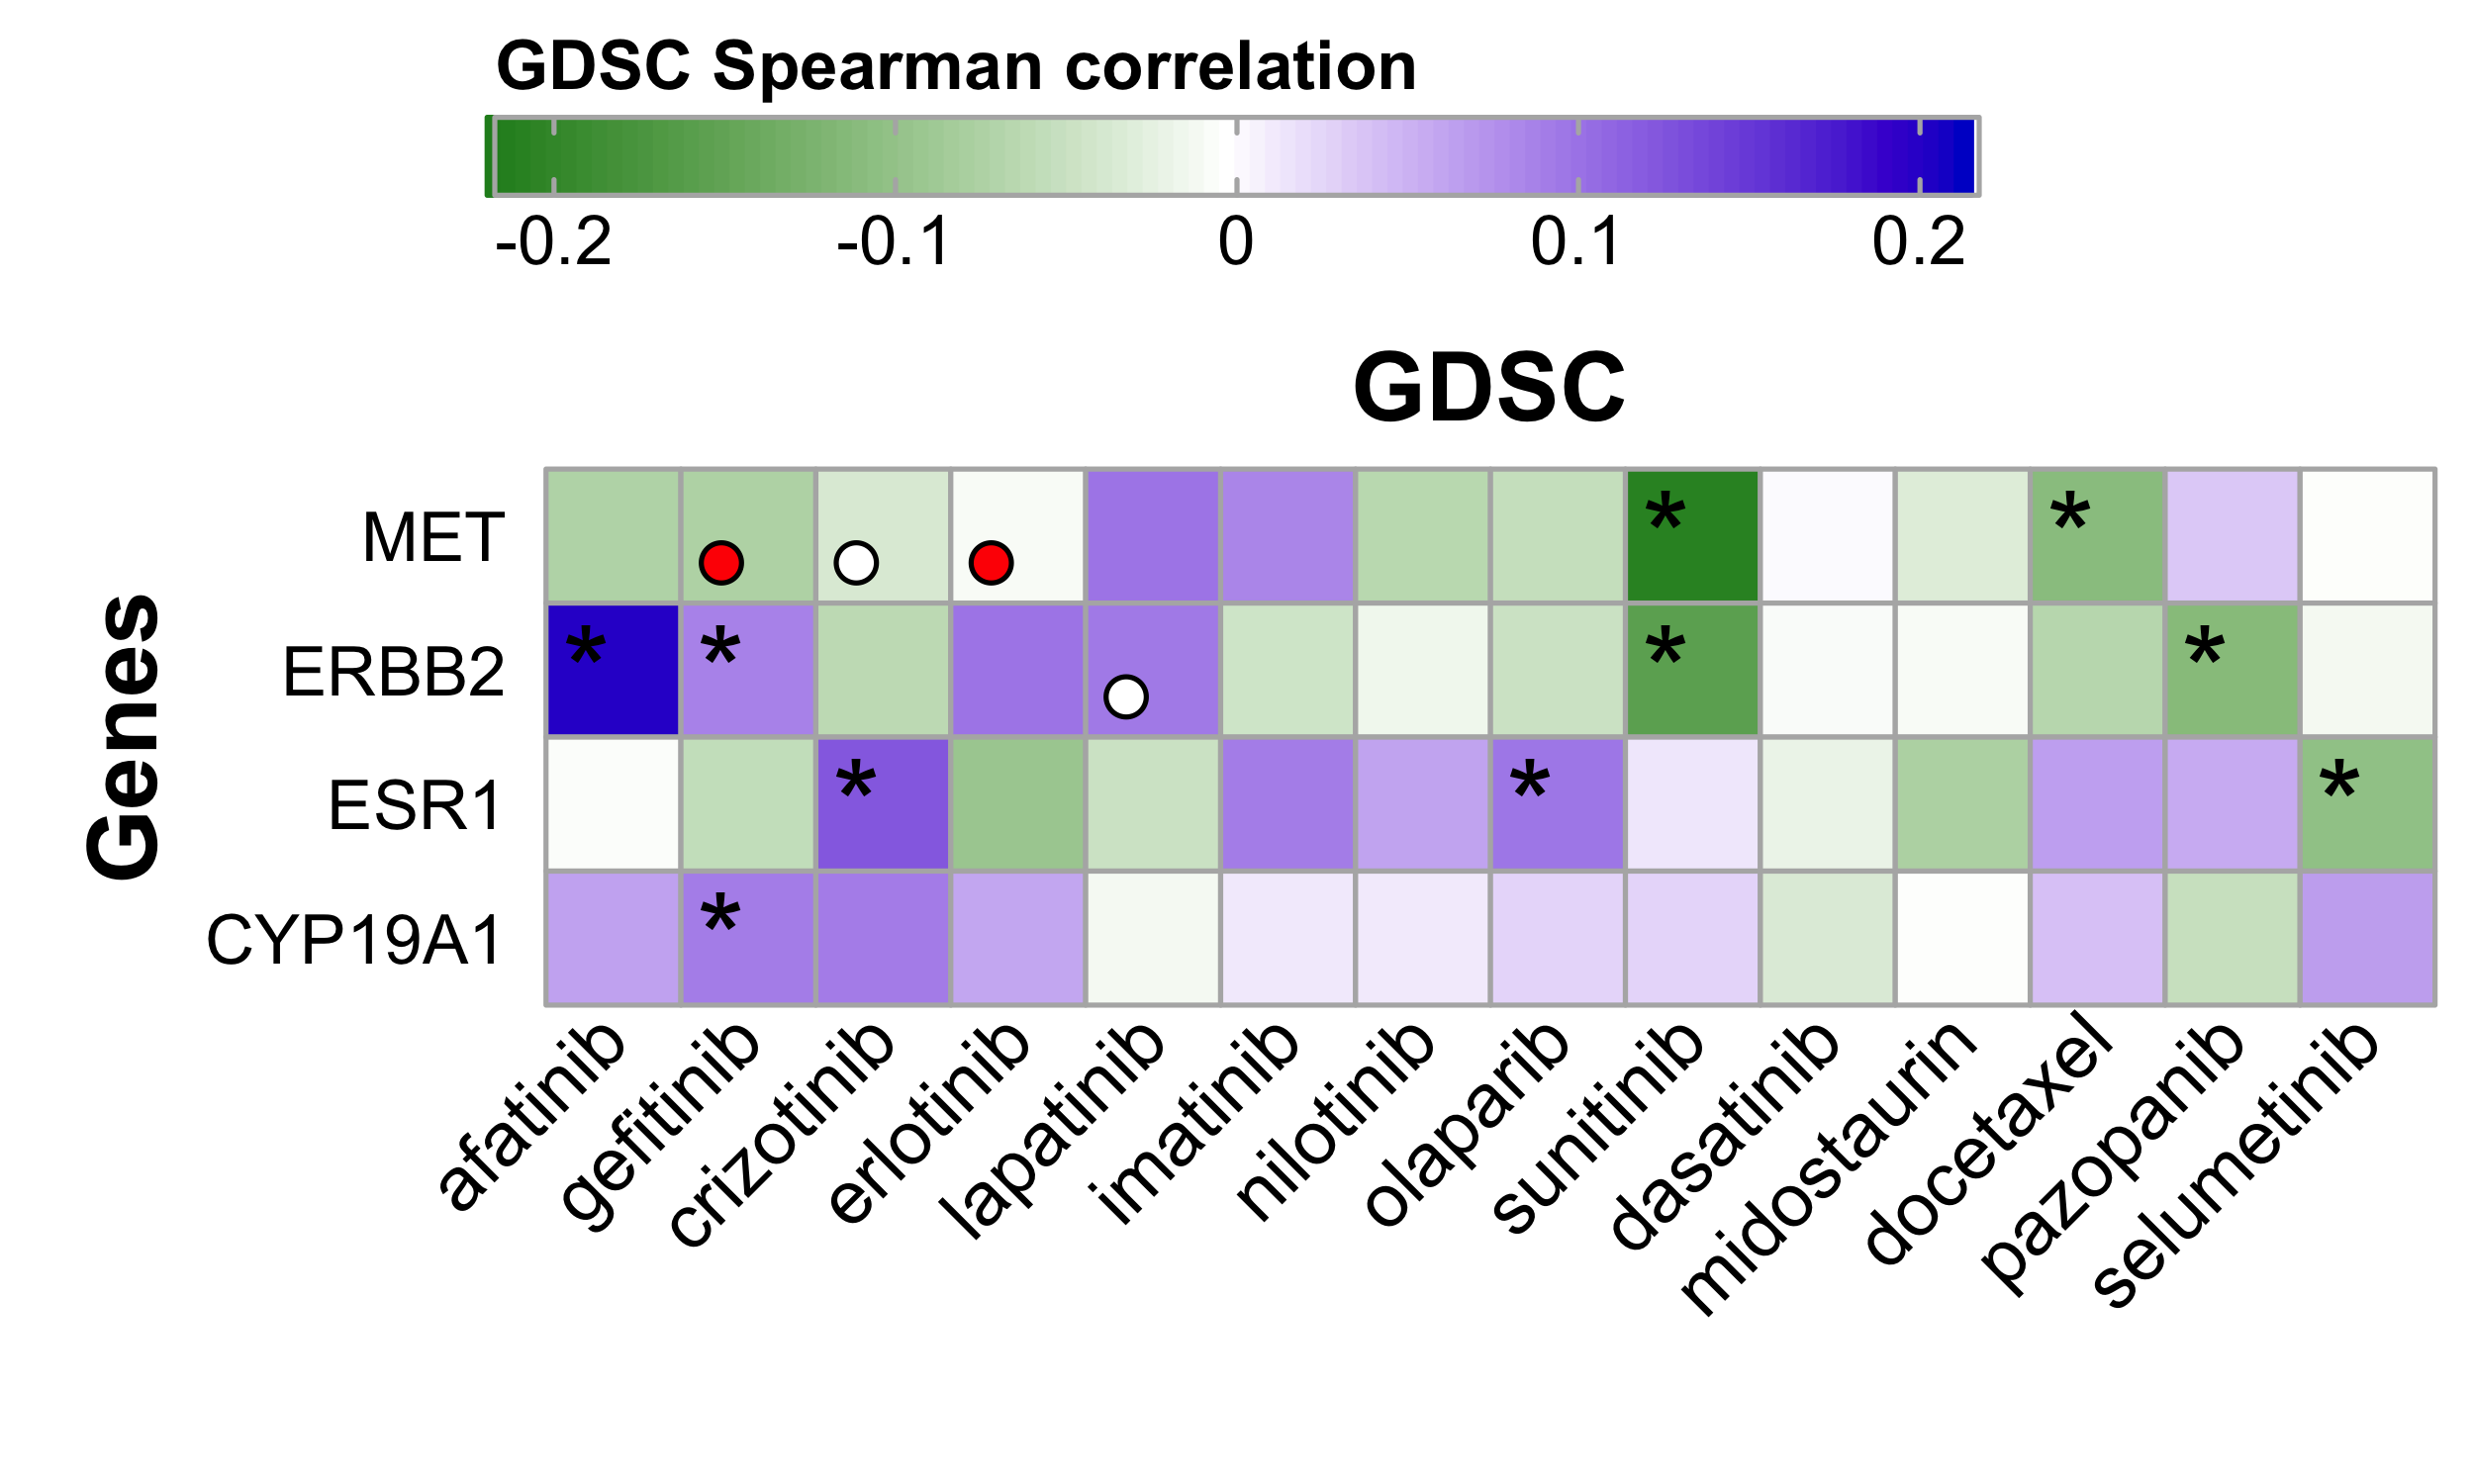 GDSC Spearman correlation
-0.2 -0.1 0 0.1 0.2
GDSC
Genes
MET * *
ERBB2 * * * *
ESR1 * * *
CYP19A1 *
afatinib gefitinib crizotinib erlotinib lapatinib imatinib nilotinib olaparib sunitinib dasatinib midostaurin docetaxel pazopanib selumetinib